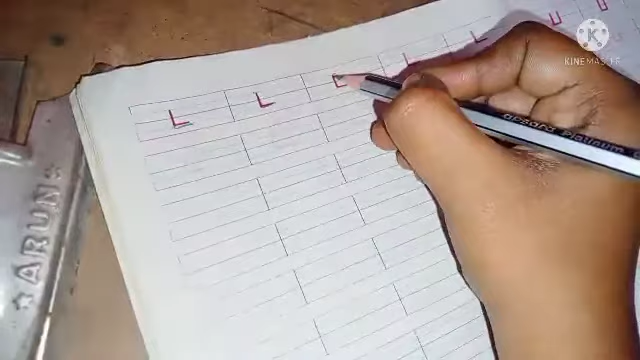 L L L L L U U
apsara Platinum
★ ARUN ★
KINEMASTER